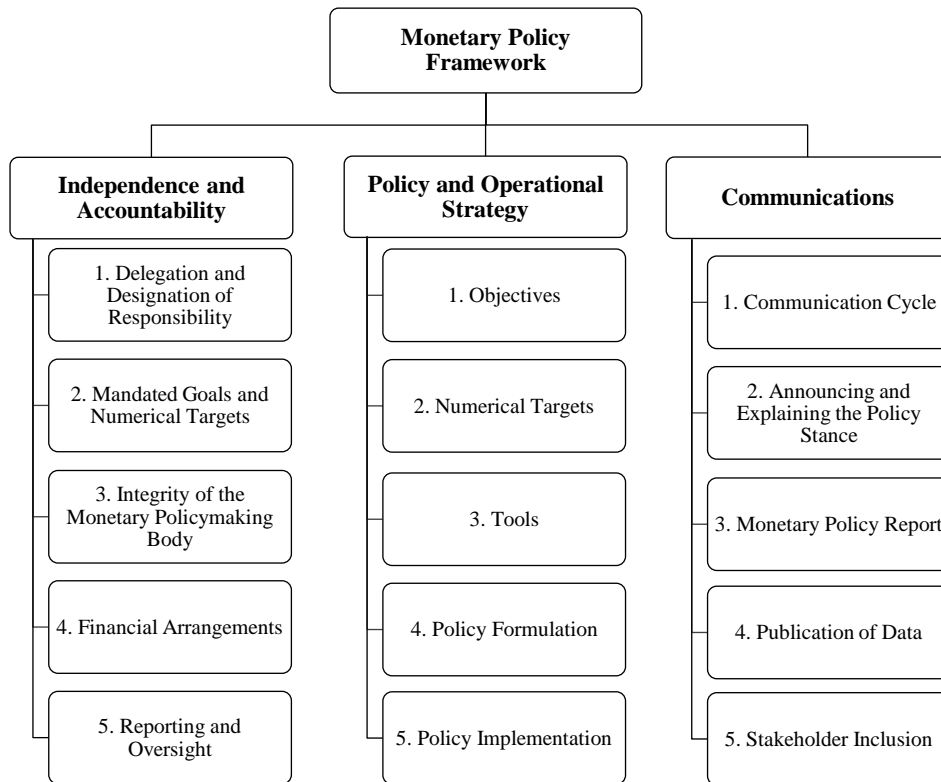 Monetary Policy
Framework
Independence and
Accountability
1. Delegation and
Designation of
Responsibility
2. Mandated Goals and
Numerical Targets
3. Integrity of the
Monetary Policymaking
Body
4. Financial Arrangements
5. Reporting and
Oversight
Policy and Operational
Strategy
1. Objectives
2. Numerical Targets
3. Tools
4. Policy Formulation
5. Policy Implementation
Communications
1. Communication Cycle
2. Announcing and
Explaining the Policy
Stance
3. Monetary Policy Report
4. Publication of Data
5. Stakeholder Inclusion